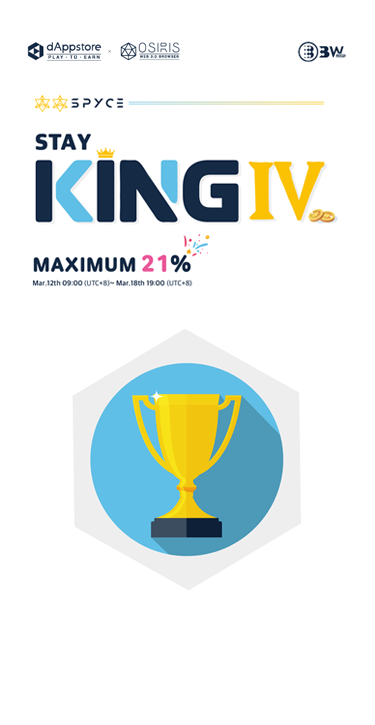 dAppstore × OSIRIS 3W
PLAY · TO · EARN WEB 3.0 BROWSER
SPYCE
STAY
KING IV
MAXIMUM 21%
Mar.12th 09:00 (UTC+8)~ Mar.18th 19:00 (UTC+8)